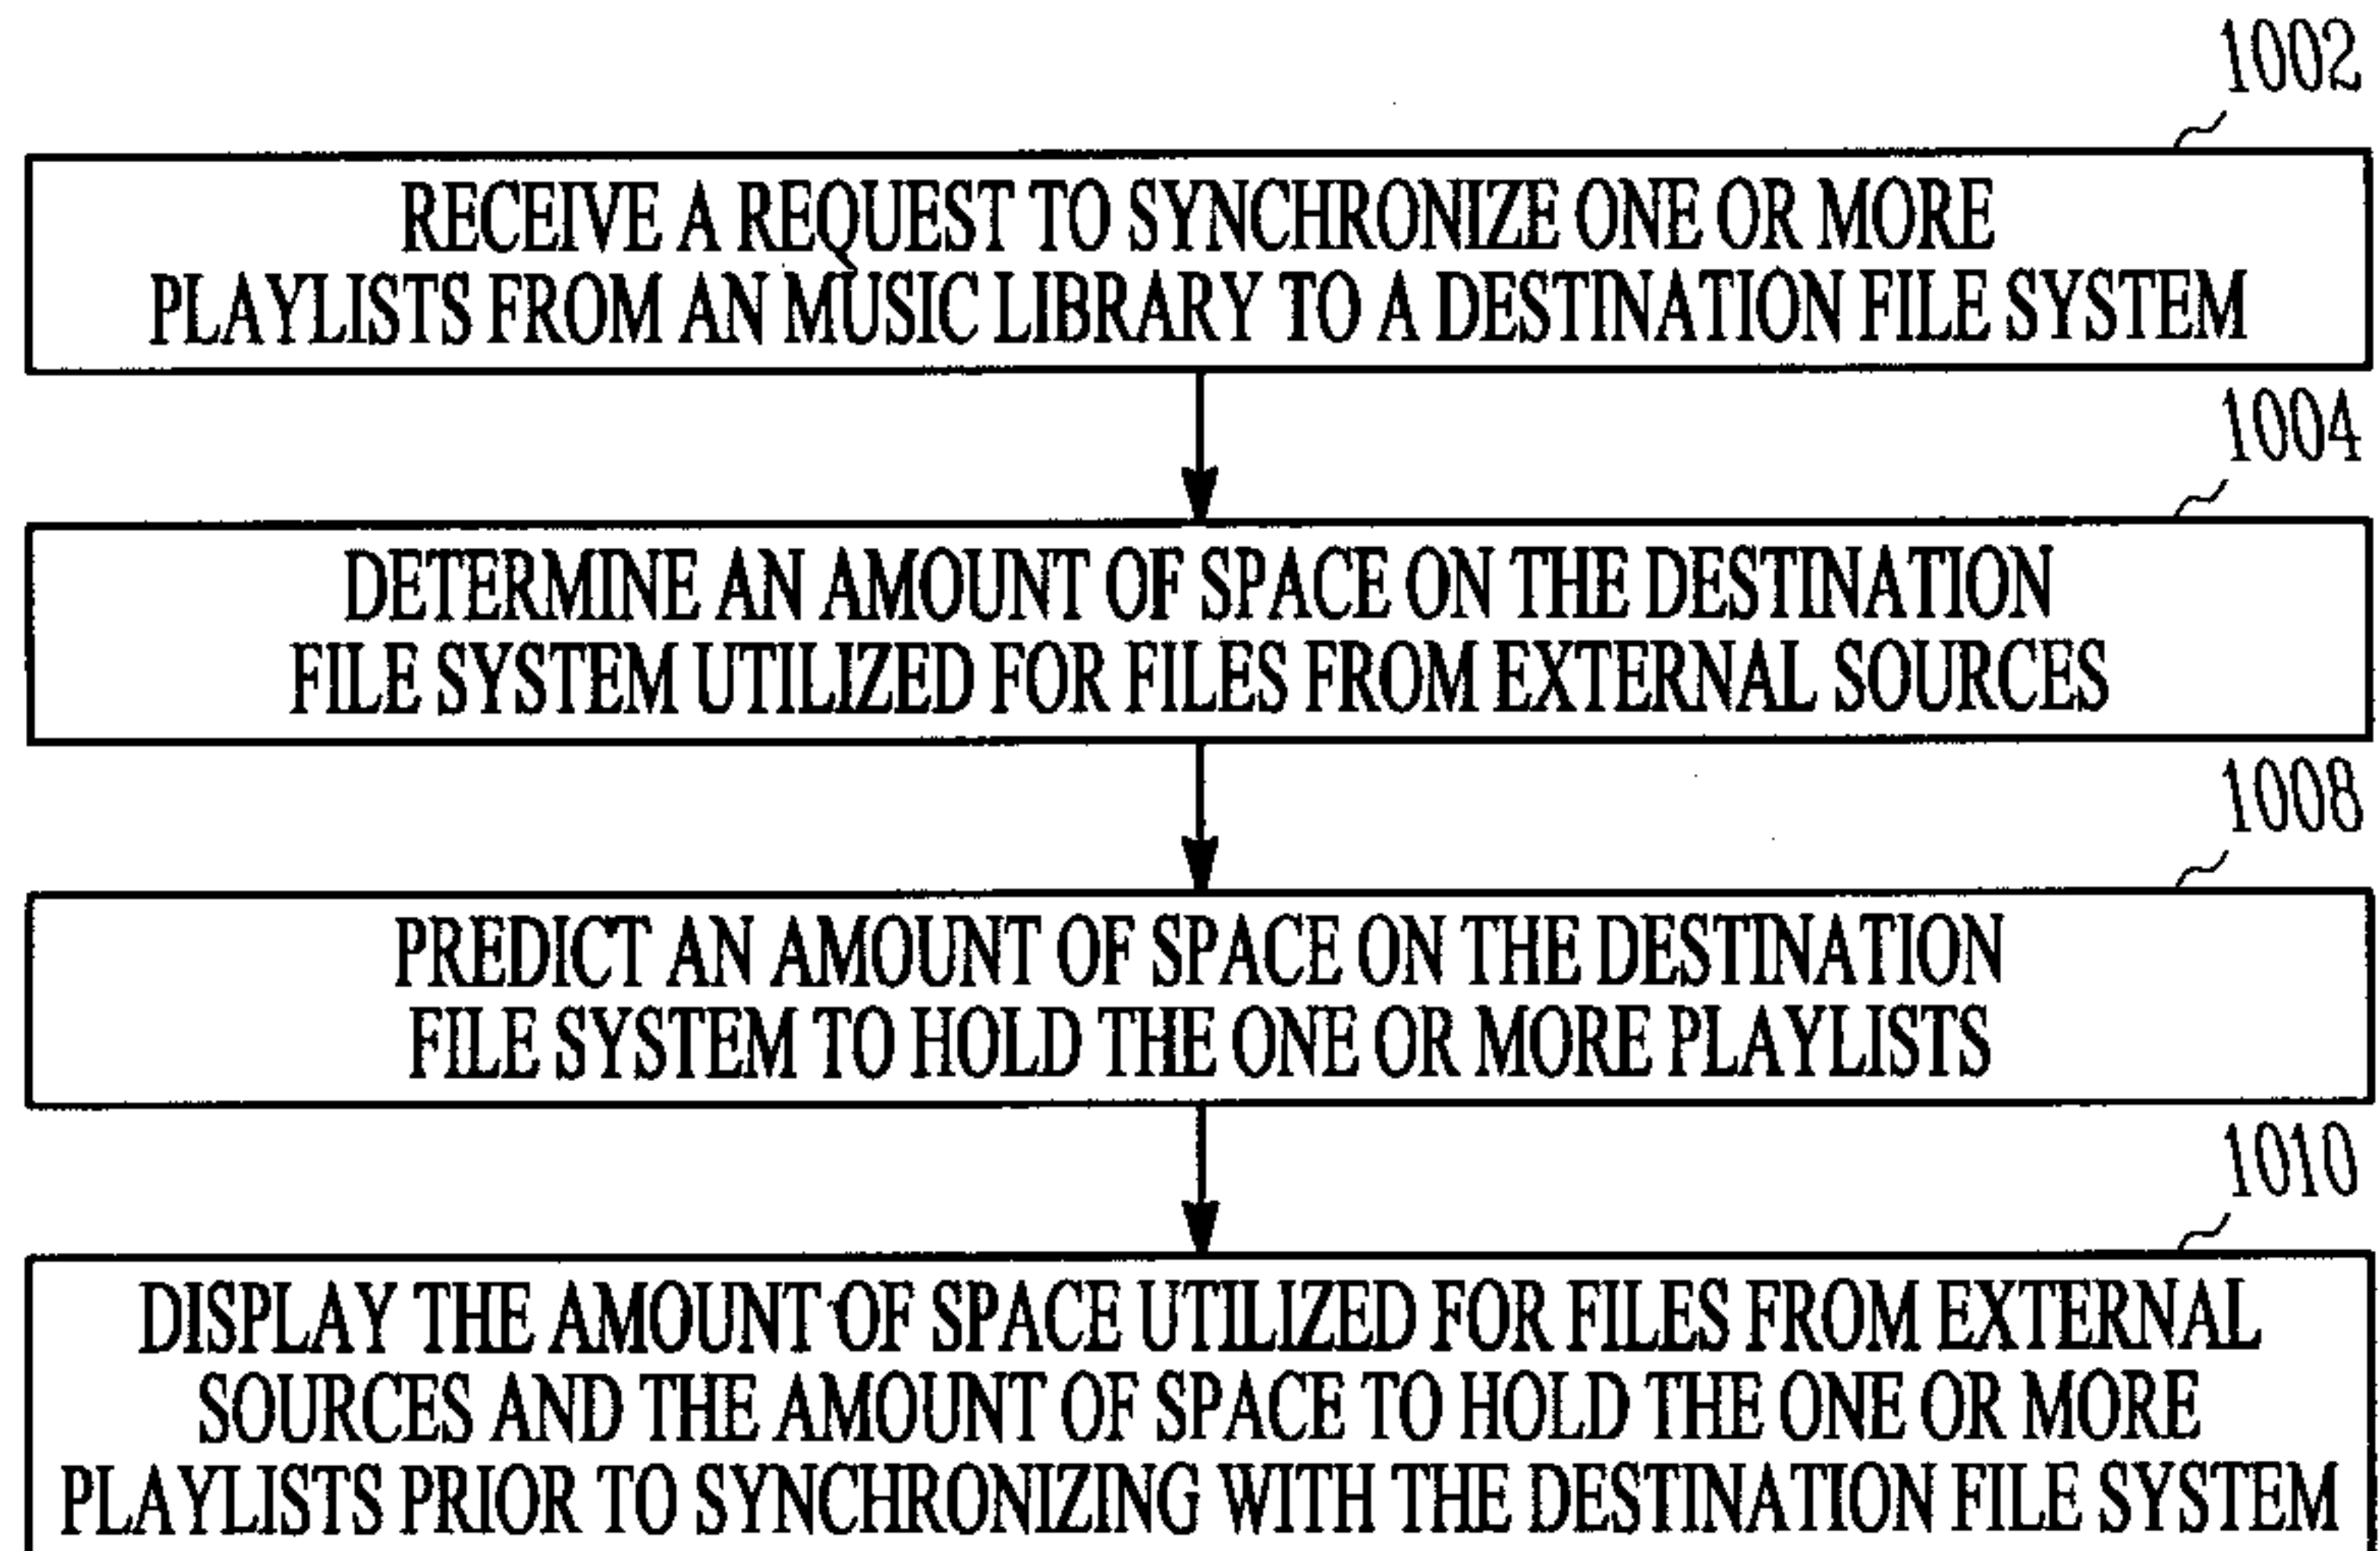 1002
RECEIVE A REQUEST TO SYNCHRONIZE ONE OR MORE
PLAYLISTS FROM AN MUSIC LIBRARY TO A DESTINATION FILE SYSTEM
1004
DETERMINE AN AMOUNT OF SPACE ON THE DESTINATION
FILE SYSTEM UTILIZED FOR FILES FROM EXTERNAL SOURCES
1008
PREDICT AN AMOUNT OF SPACE ON THE DESTINATION
FILE SYSTEM TO HOLD THE ONE OR MORE PLAYLISTS
1010
DISPLAY THE AMOUNT OF SPACE UTILIZED FOR FILES FROM EXTERNAL
SOURCES AND THE AMOUNT OF SPACE TO HOLD THE ONE OR MORE
PLAYLISTS PRIOR TO SYNCHRONIZING WITH THE DESTINATION FILE SYSTEM